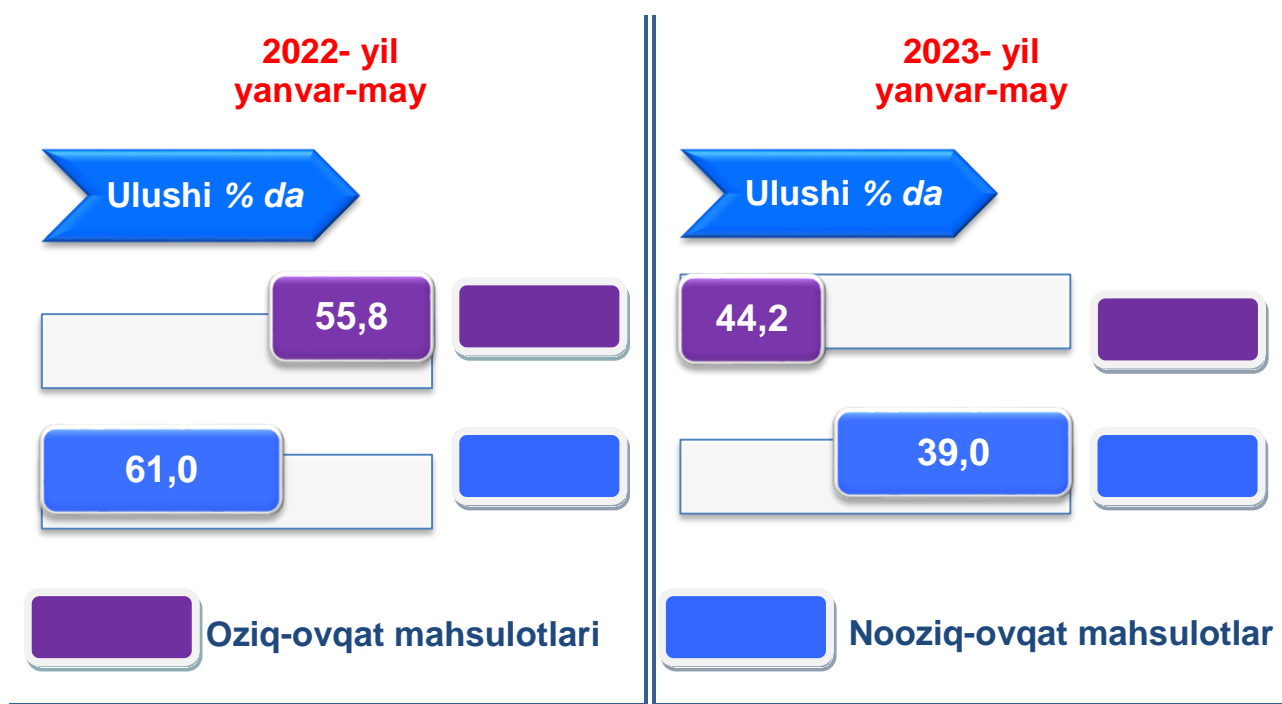 2022- yil
yanvar-may
Ulushi % da
55,8
61,0
Oziq-ovqat mahsulotlari
2023- yil
yanvar-may
Ulushi % da
44,2
39,0
Nooziq-ovqat mahsulotlar